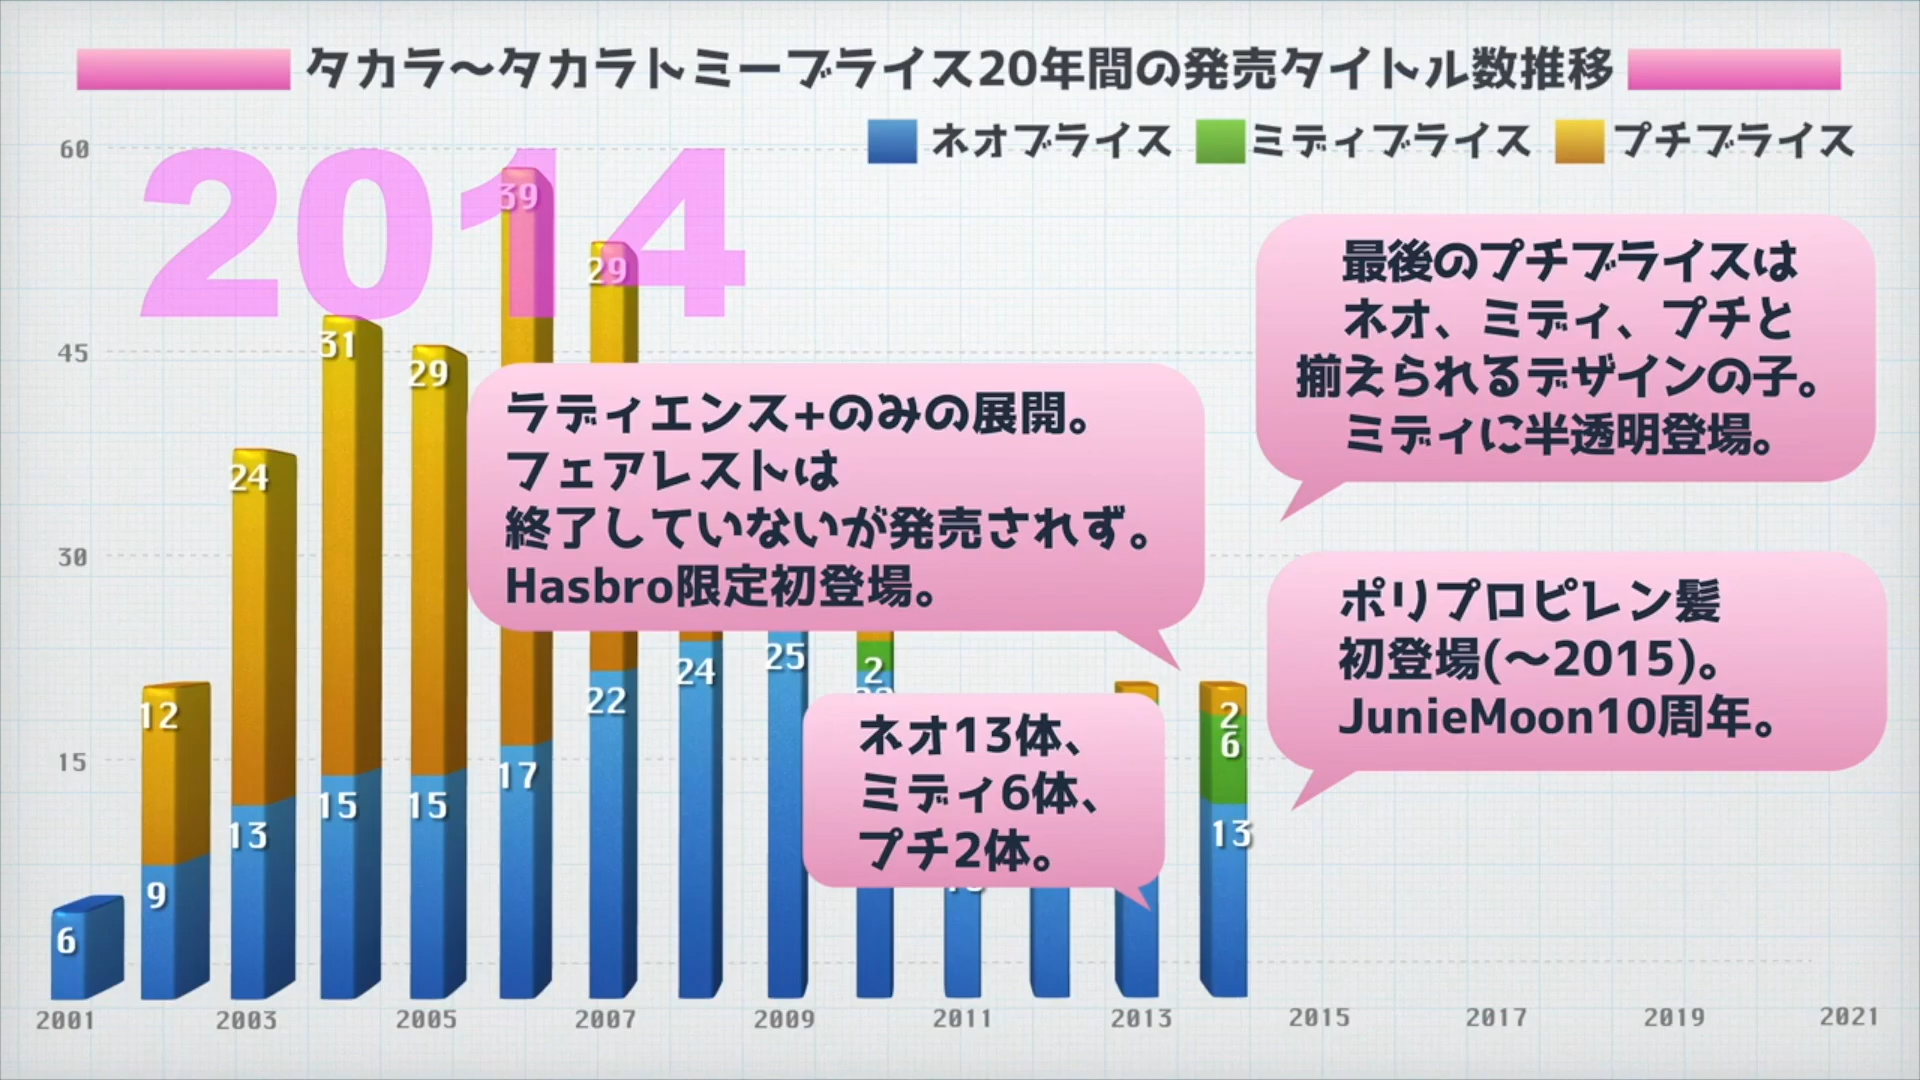 タカラ〜タカラトミーブライス20年間の発売タイトル数推移
ネオブライス ミディブライス プチブライス
2014
60
45
30
15
最後のプチブライスは
ネオ、ミディ、プチと
揃えられるデザインの子。
ミディに半透明登場。
ラディエンス+のみの展開。
フェアレストは
終了していないが発売されず。
Hasbro限定初登場。
ポリプロピレン髪
初登場(〜2015)。
JunieMoon10周年。
ネオ13体、
ミディ6体、
プチ2体。
6
12
9
24
13
31
15
29
15
39
17
29
22
24
25
2
2
6
13
2001 2003 2005 2007 2009 2011 2013 2015 2017 2019 2021